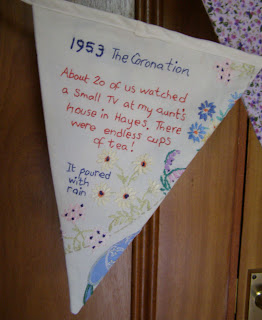 1953 The Coronation
About 20 of us watched
a small TV at my aunt's
house in Hayes. There
were endless cups
of tea!
It poured
with
rain